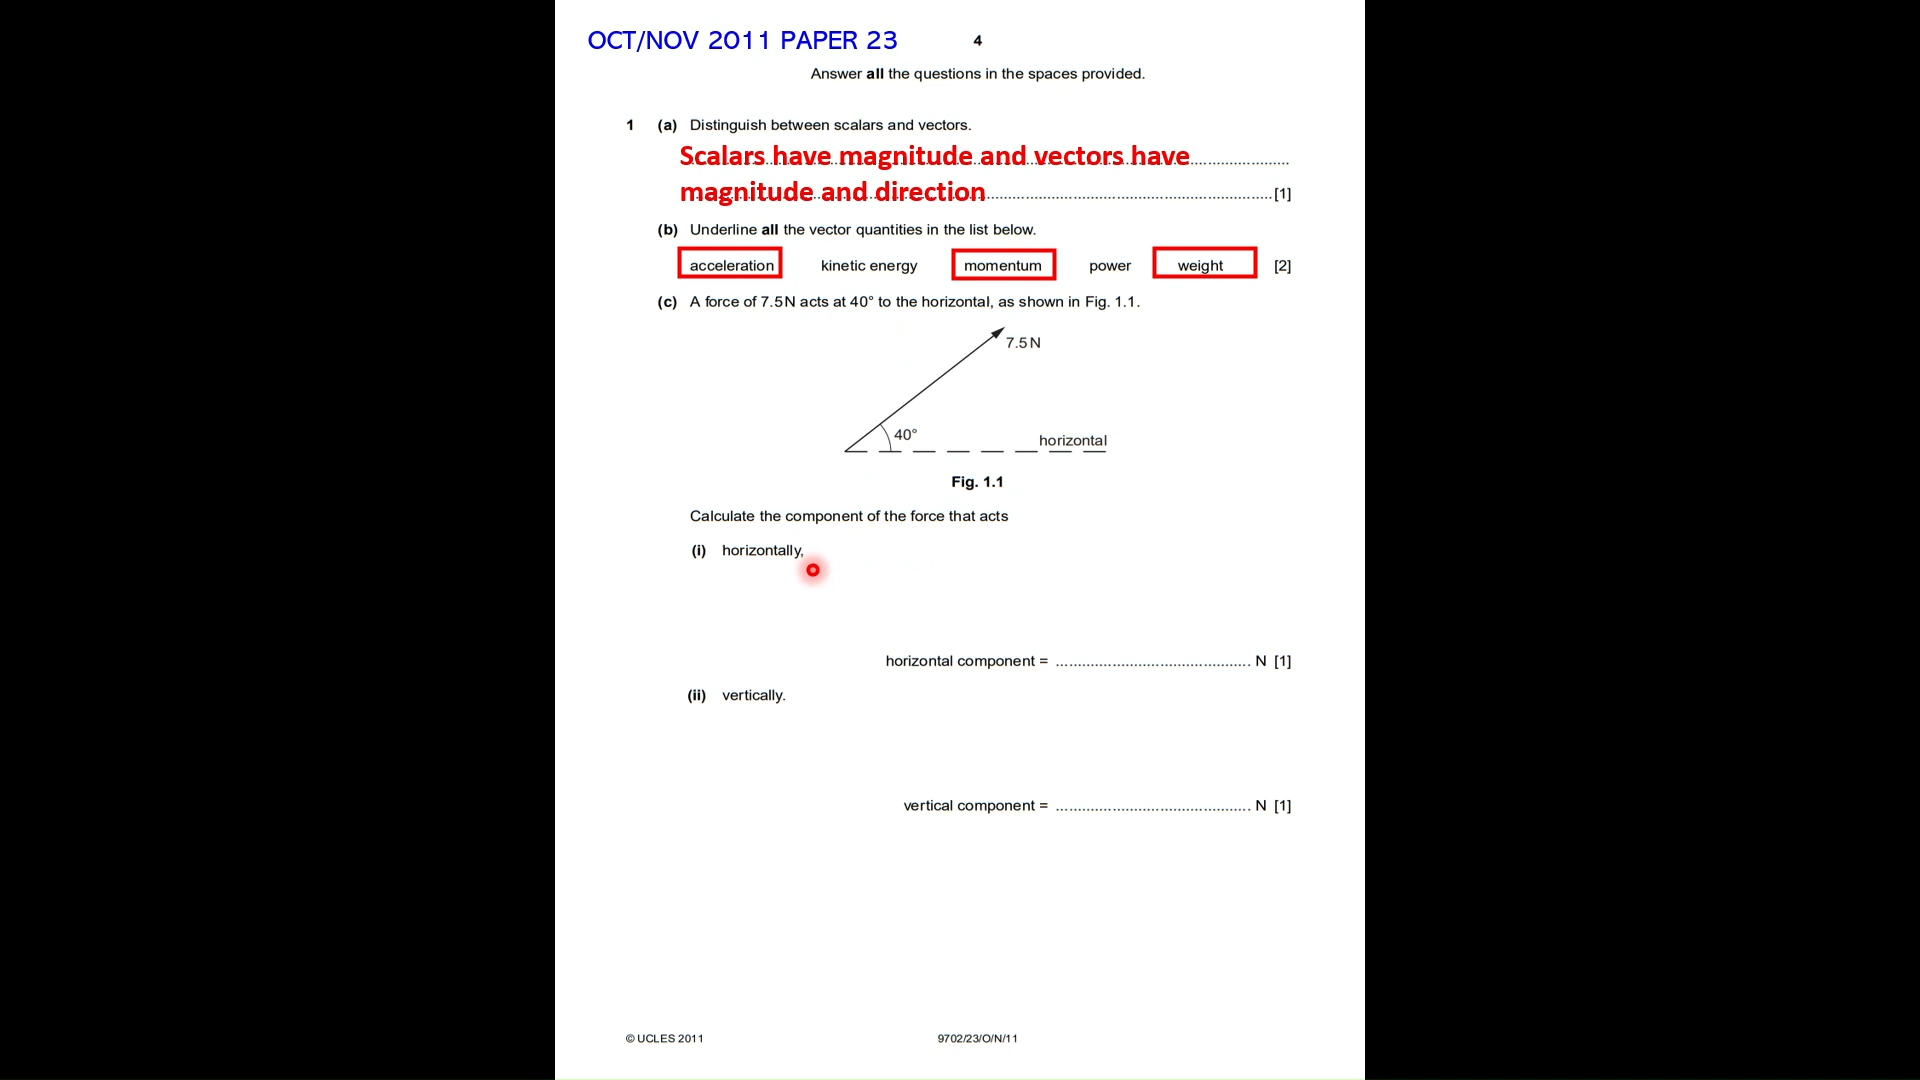 OCT/NOV 2011 PAPER 23 4
Answer all the questions in the spaces provided.
1 (a) Distinguish between scalars and vectors.
Scalars have magnitude and vectors have
magnitude and direction [1]
(b) Underline all the vector quantities in the list below.
acceleration kinetic energy momentum power weight [2]
(c) A force of 7.5 N acts at 40° to the horizontal, as shown in Fig. 1.1.
7.5 N
40°
horizontal
Fig. 1.1
Calculate the component of the force that acts
(i) horizontally,
horizontal component = ............................................. N [1]
(ii) vertically.
vertical component = ............................................. N [1]
© UCLES 2011 9702/23/O/N/11